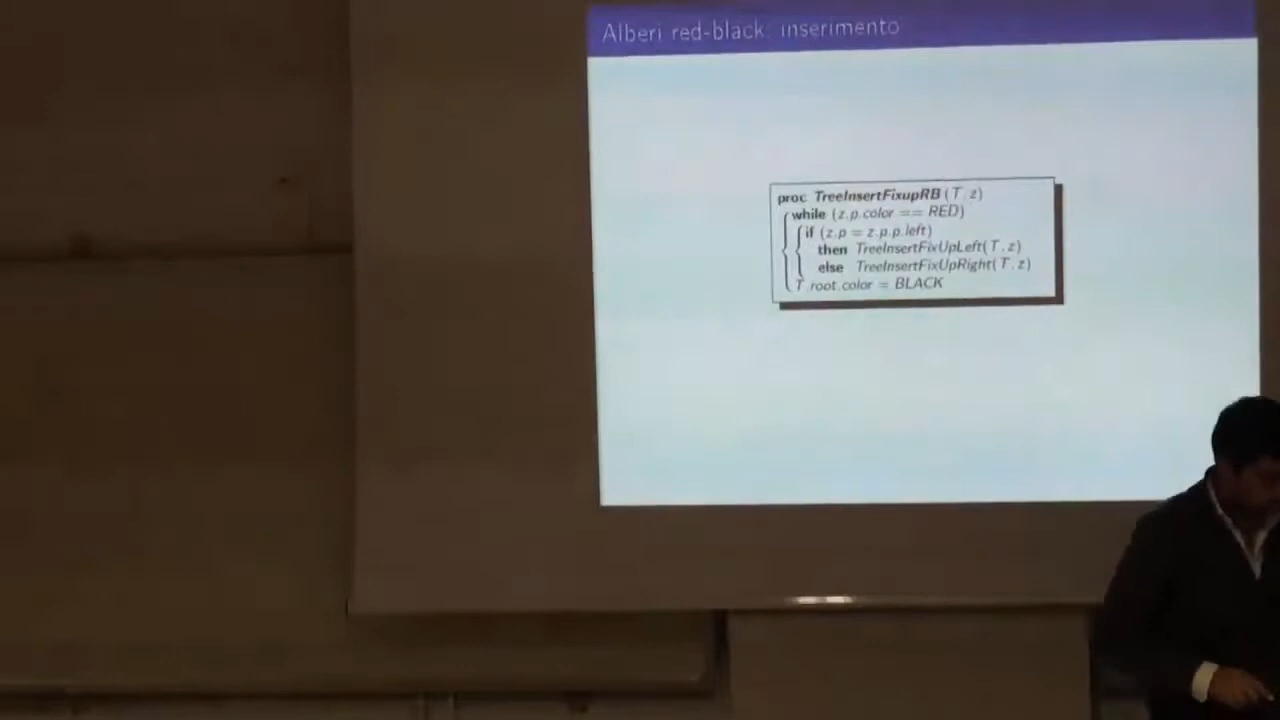 Alberi red-black: inserimento
proc TreeInsertFixupRB (T, z)
while (z.p.color == RED)
if (z.p = z.p.p.left)
then TreeInsertFixUpLeft(T, z)
else TreeInsertFixUpRight(T, z)
T.root.color = BLACK